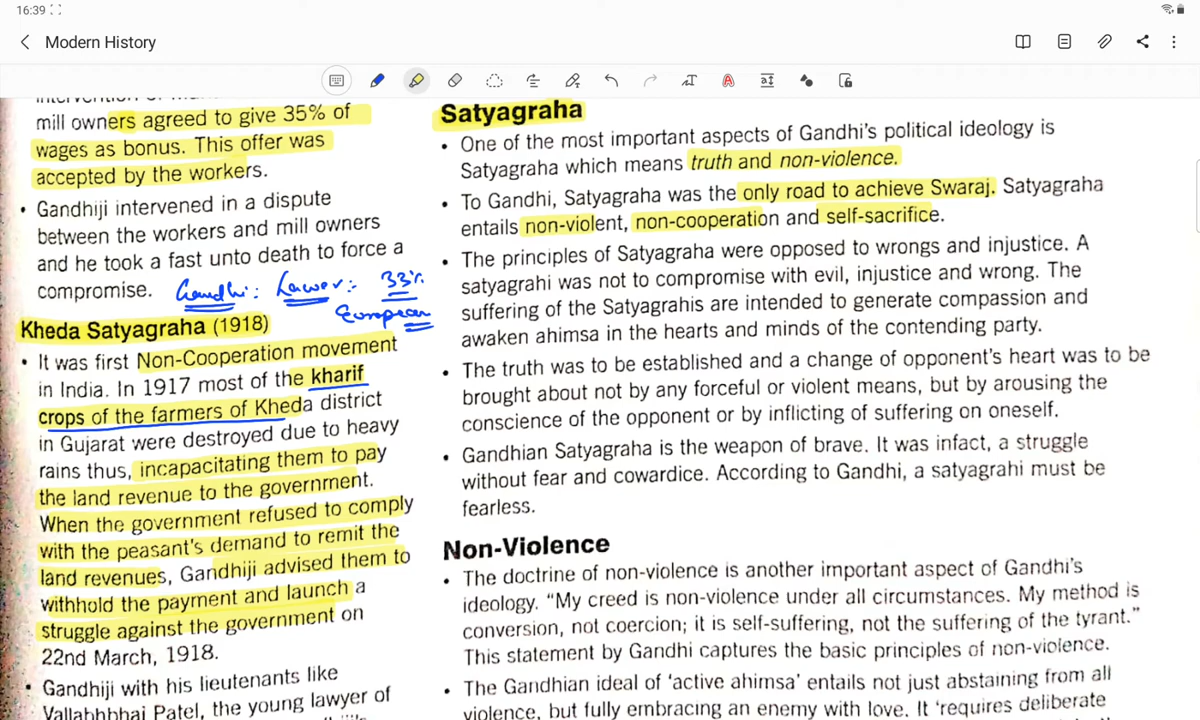 16:39
Modern History
mill owners agreed to give 35% of
wages as bonus. This offer was
accepted by the workers.
• Gandhiji intervened in a dispute
between the workers and mill owners
and he took a fast unto death to force a
compromise.
Gandhi:
33%
European
Kheda Satyagraha (1918)
• It was first Non-Cooperation movement
in India. In 1917 most of the kharif
crops of the farmers of Kheda district
in Gujarat were destroyed due to heavy
rains thus, incapacitating them to pay
the land revenue to the government.
When the government refused to comply
with the peasant's demand to remit the
land revenues, Gandhiji advised them to
withhold the payment and launch a
struggle against the government on
22nd March, 1918.
• Gandhiji with his lieutenants like
Vallabhbhai Patel, the young lawyer of
Satyagraha
• One of the most important aspects of Gandhi's political ideology is
Satyagraha which means truth and non-violence.
• To Gandhi, Satyagraha was the only road to achieve Swaraj. Satyagraha
entails non-violent, non-cooperation and self-sacrifice.
• The principles of Satyagraha were opposed to wrongs and injustice. A
satyagrahi was not to compromise with evil, injustice and wrong. The
suffering of the Satyagrahis are intended to generate compassion and
awaken ahimsa in the hearts and minds of the contending party.
• The truth was to be established and a change of opponent's heart was to be
brought about not by any forceful or violent means, but by arousing the
conscience of the opponent or by inflicting of suffering on oneself.
• Gandhian Satyagraha is the weapon of brave. It was infact, a struggle
without fear and cowardice. According to Gandhi, a satyagrahi must be
fearless.
Non-Violence
• The doctrine of non-violence is another important aspect of Gandhi's
ideology. “My creed is non-violence under all circumstances. My method is
conversion, not coercion; it is self-suffering, not the suffering of the tyrant.”
This statement by Gandhi captures the basic principles of non-violence.
• The Gandhian ideal of ‘active ahimsa’ entails not just abstaining from all
violence, but fully embracing an enemy with love. It ‘requires deliberate